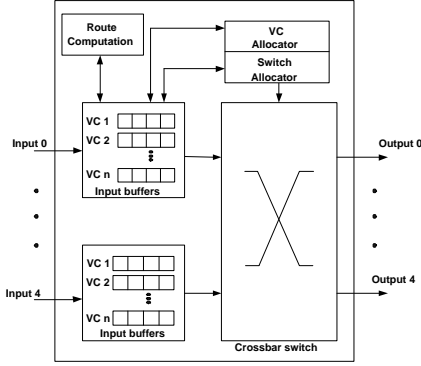 Route
Computation
VC
Allocator
Switch
Allocator
VC 1
VC 2
VC n
Input buffers
Input 0
Output 0
VC 1
VC 2
VC n
Input buffers
Input 4
Output 4
Crossbar switch